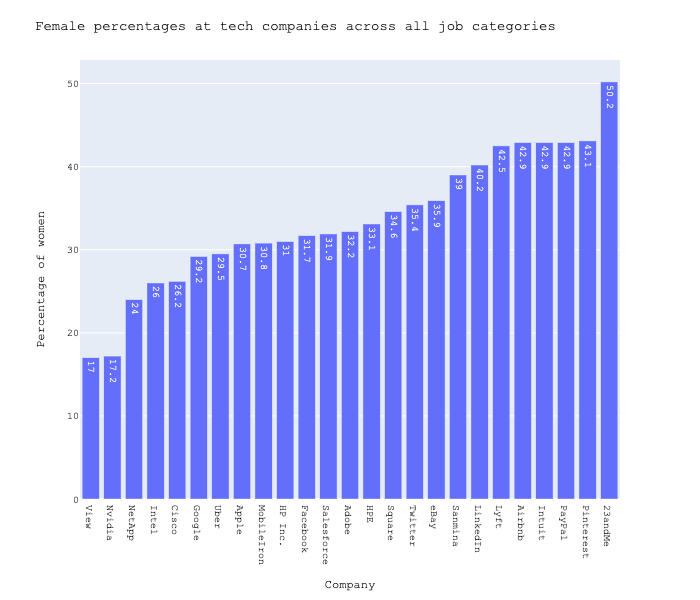 Female percentages at tech companies across all job categories
Percentage of women
50
40
30
20
10
0
17
17.2
24
26
26.2
29.2
29.5
30.7
30.8
31
31.7
31.9
32.2
33.1
34.6
35.4
35.9
39
40.2
42.5
42.9
42.9
42.9
43.1
50.2
View
Nvidia
NetApp
Intel
Cisco
Google
Uber
Apple
MobileIron
HP Inc.
Facebook
Salesforce
Adobe
HPE
Square
Twitter
eBay
Sanmina
LinkedIn
Lyft
Airbnb
Intuit
PayPal
Pinterest
23andMe
Company